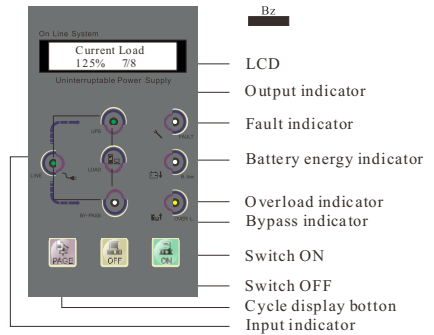 Bz
On Line System
Current Load
125% 7/8
Uninterruptable Power Supply
LCD
Output indicator
UPS
FAULT
Fault indicator
LINE
LOAD
Battery energy indicator
BY-PASS
Overload indicator
Bypass indicator
PAGE
OFF
ON
Switch ON
Switch OFF
Cycle display botton
Input indicator